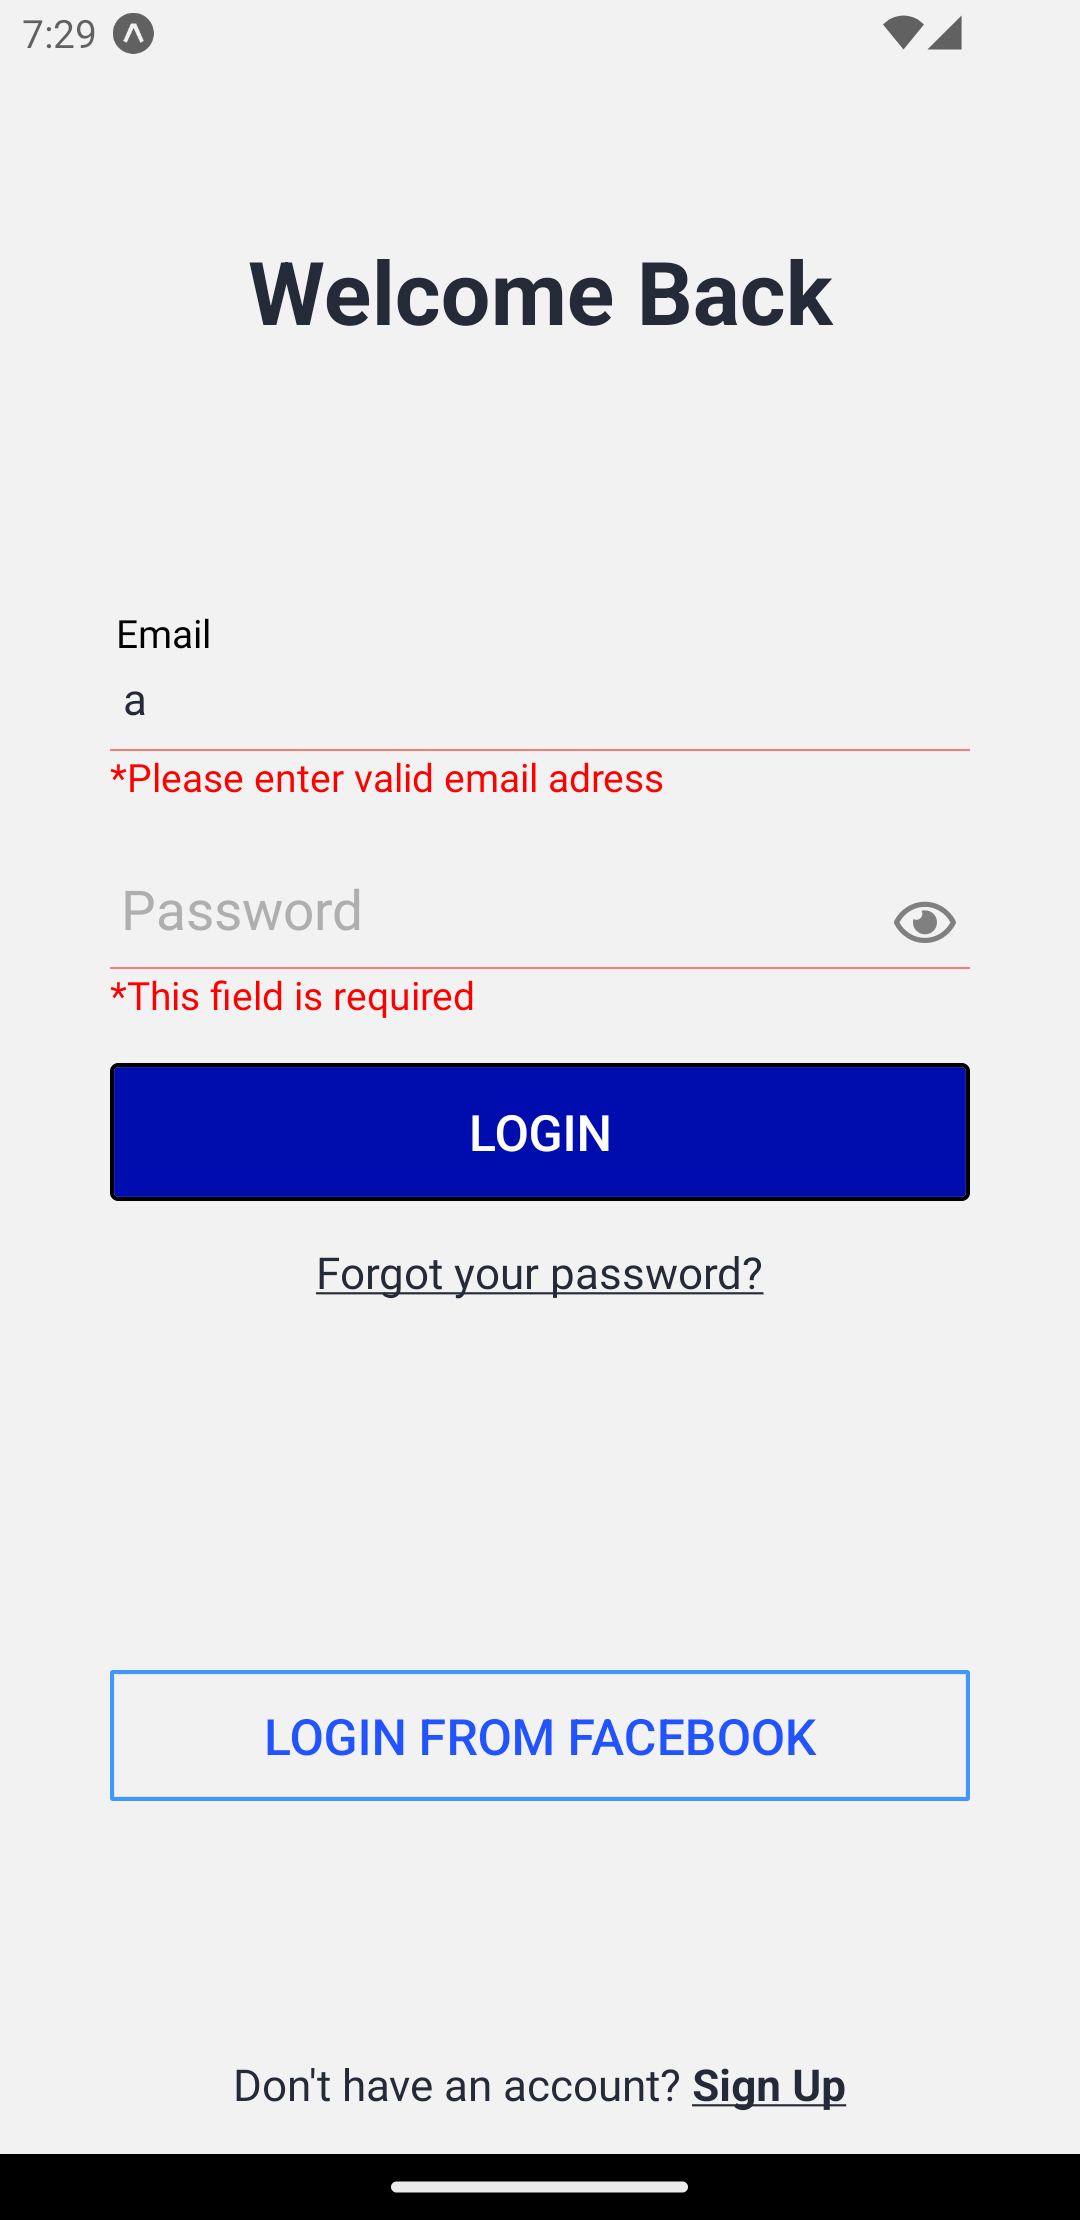 7:29
Welcome Back
Email
a
*Please enter valid email adress
Password
*This field is required
LOGIN
Forgot your password?
LOGIN FROM FACEBOOK
Don't have an account? Sign Up